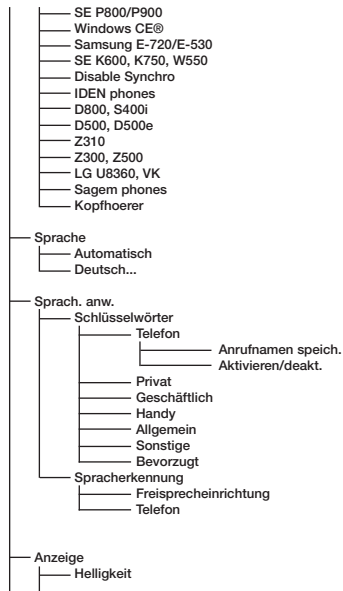 SE P800/P900
Windows CE®
Samsung E-720/E-530
SE K600, K750, W550
Disable Synchro
IDEN phones
D800, S400i
D500, D500e
Z310
Z300, Z500
LG U8360, VK
Sagem phones
Kopfhoerer
Sprache
Automatisch
Deutsch...
Sprach. anw.
Schlüsselwörter
Telefon
Anrufnamen speich.
Aktivieren/deakt.
Privat
Geschäftlich
Handy
Allgemein
Sonstige
Bevorzugt
Spracherkennung
Freisprecheinrichtung
Telefon
Anzeige
Helligkeit